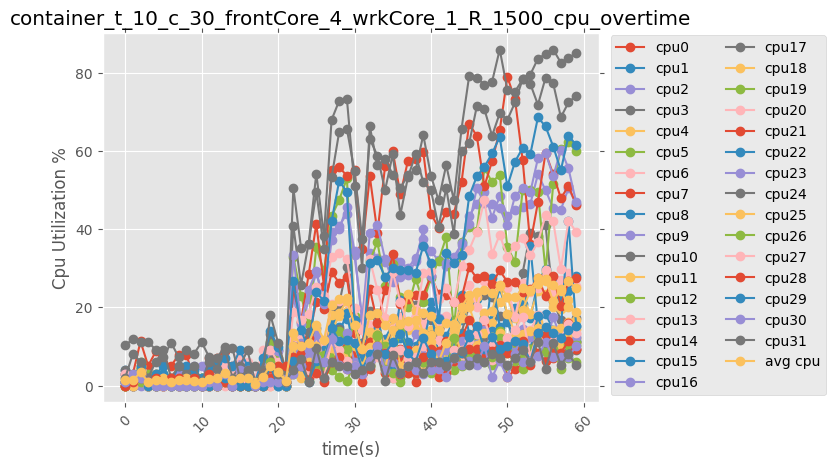 container_t_10_c_30_frontCore_4_wrkCore_1_R_1500_cpu_overtime
Cpu Utilization %
80
60
40
20
0
0
10
20
30
40
50
60
time(s)
cpu0
cpu1
cpu2
cpu3
cpu4
cpu5
cpu6
cpu7
cpu8
cpu9
cpu10
cpu11
cpu12
cpu13
cpu14
cpu15
cpu16
cpu17
cpu18
cpu19
cpu20
cpu21
cpu22
cpu23
cpu24
cpu25
cpu26
cpu27
cpu28
cpu29
cpu30
cpu31
avg cpu